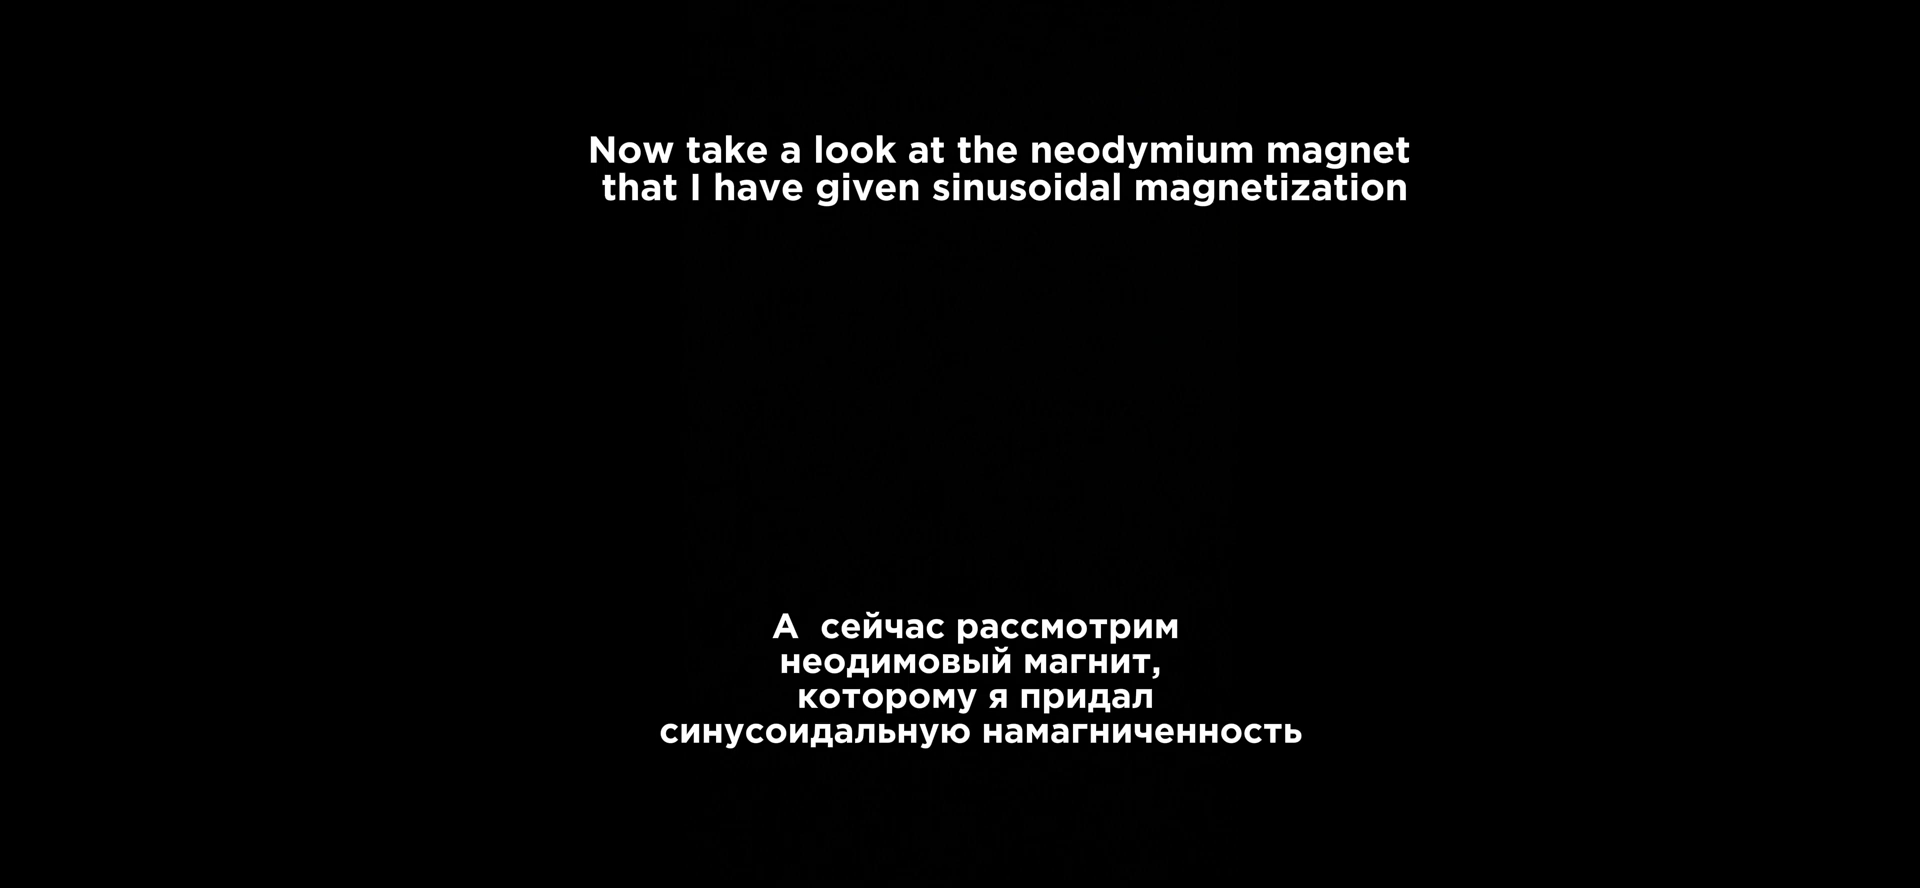 Now take a look at the neodymium magnet
that I have given sinusoidal magnetization
А сейчас рассмотрим
неодимовый магнит,
которому я придал
синусоидальную намагниченность